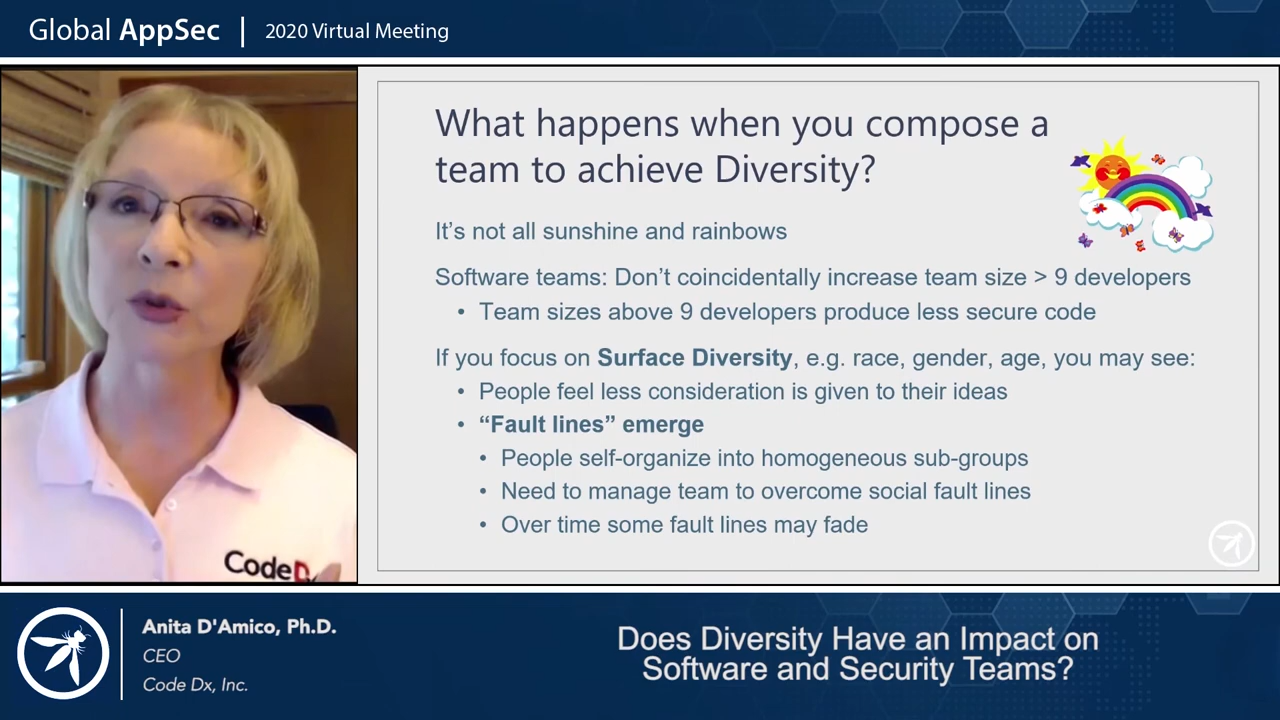 Global AppSec | 2020 Virtual Meeting
What happens when you compose a
team to achieve Diversity?
It's not all sunshine and rainbows
Software teams: Don't coincidentally increase team size > 9 developers
• Team sizes above 9 developers produce less secure code
If you focus on Surface Diversity, e.g. race, gender, age, you may see:
• People feel less consideration is given to their ideas
• “Fault lines” emerge
• People self-organize into homogeneous sub-groups
• Need to manage team to overcome social fault lines
• Over time some fault lines may fade
CodeD
Anita D'Amico, Ph.D.
CEO
Code Dx, Inc.
Does Diversity Have an Impact on
Software and Security Teams?